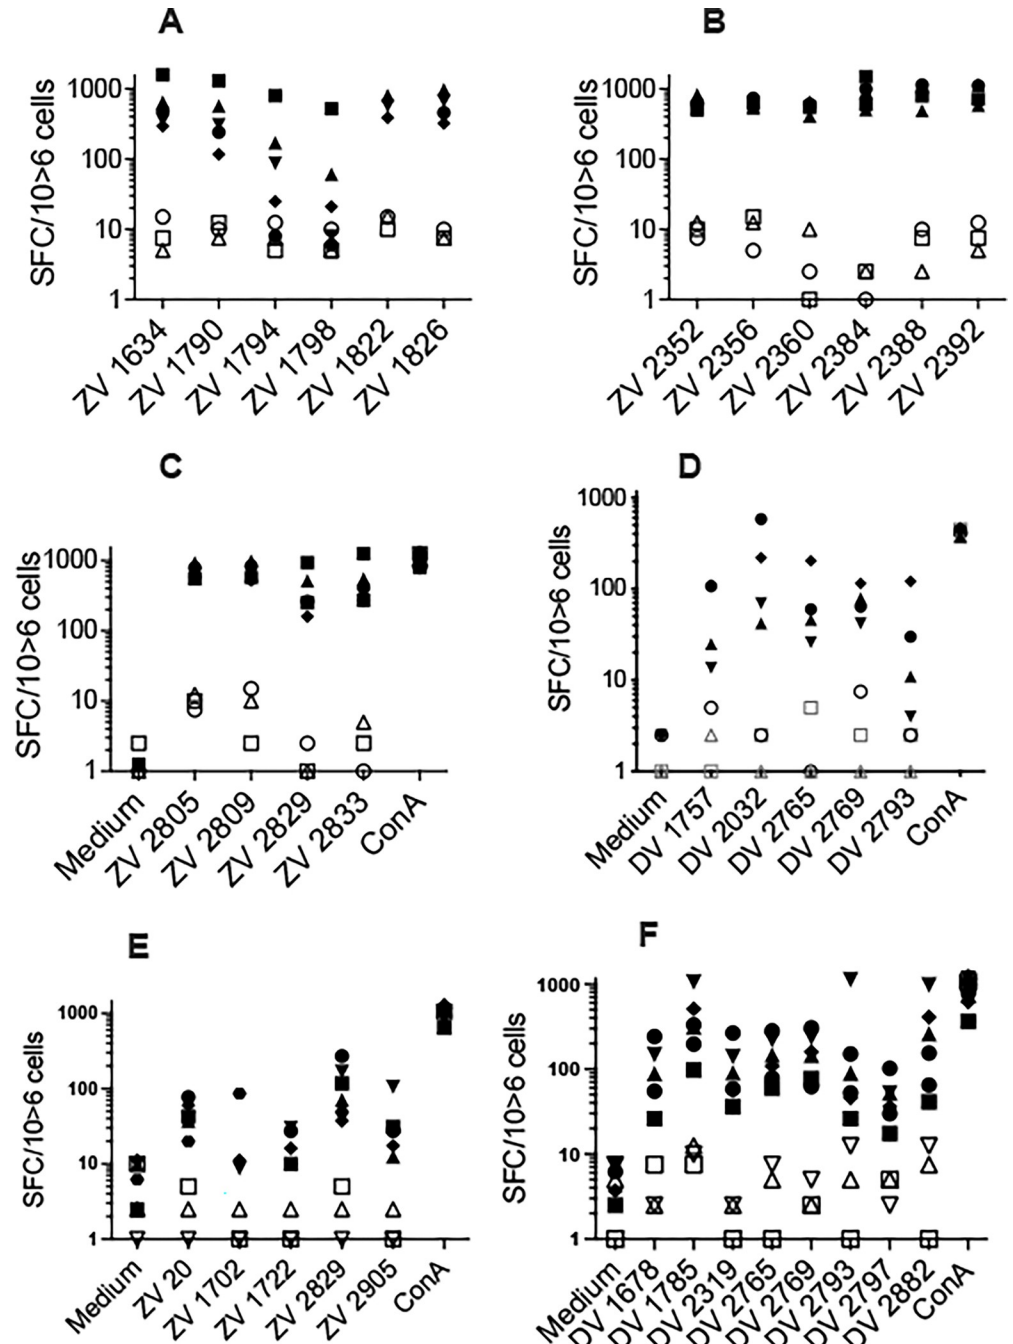 A
SFC/10>6 cells
1000
100
10
1
ZV 1634
ZV 1790
ZV 1794
ZV 1798
ZV 1822
ZV 1826
B
SFC/10>6 cells
1000
100
10
1
ZV 2352
ZV 2356
ZV 2360
ZV 2384
ZV 2388
ZV 2392
C
SFC/10>6 cells
1000
100
10
1
Medium
ZV 2805
ZV 2809
ZV 2829
ZV 2833
ConA
D
SFC/10>6 cells
1000
100
10
1
Medium
DV 1757
DV 2032
DV 2765
DV 2769
DV 2793
ConA
E
SFC/10>6 cells
1000
100
10
1
Medium
ZV 20
ZV 1702
ZV 1722
ZV 2829
ZV 2905
ConA
F
SFC/10>6 cells
1000
100
10
1
Medium
DV 1678
DV 1785
DV 2319
DV 2765
DV 2769
DV 2793
DV 2797
DV 2882
ConA